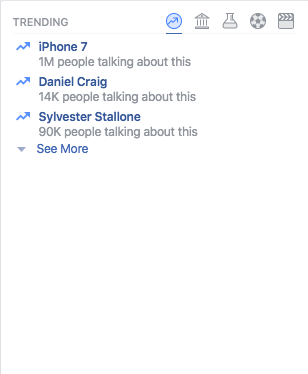 TRENDING
iPhone 7
1M people talking about this
Daniel Craig
14K people talking about this
Sylvester Stallone
90K people talking about this
See More